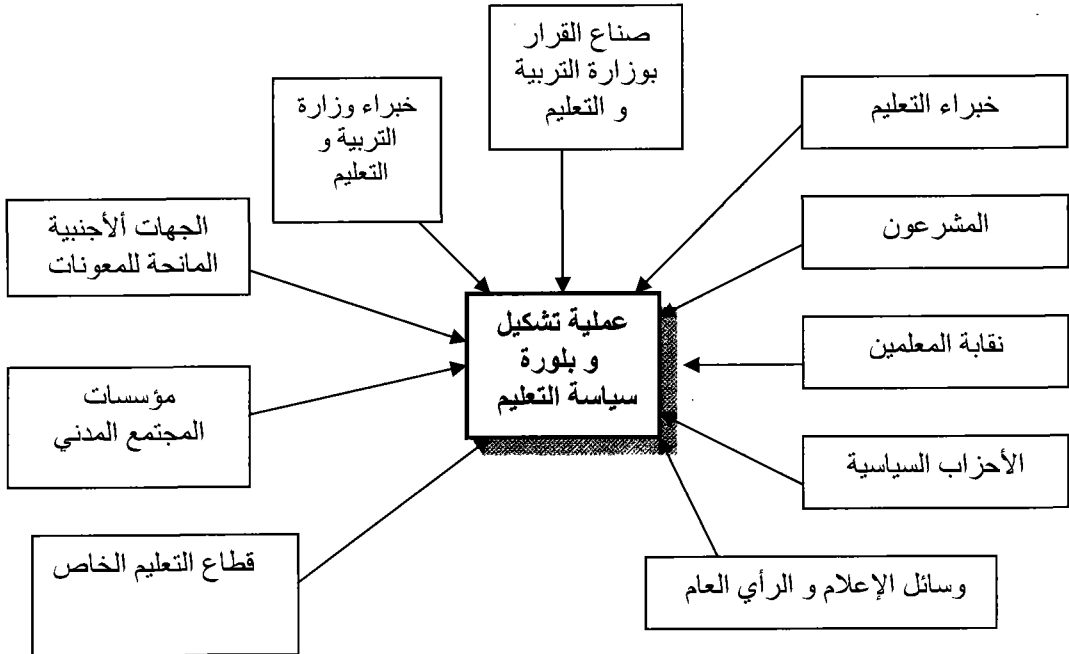 صناع القرار
بوزارة التربية
و التعليم
خبراء وزارة
التربية و
التعليم
خبراء التعليم
الجهات ألأجنبية
المانحة للمعونات
المشرعون
عملية تشكيل
و بلورة
سياسة التعليم
نقابة المعلمين
مؤسسات
المجتمع المدني
الأحزاب السياسية
قطاع التعليم الخاص
وسائل الإعلام و الرأي العام